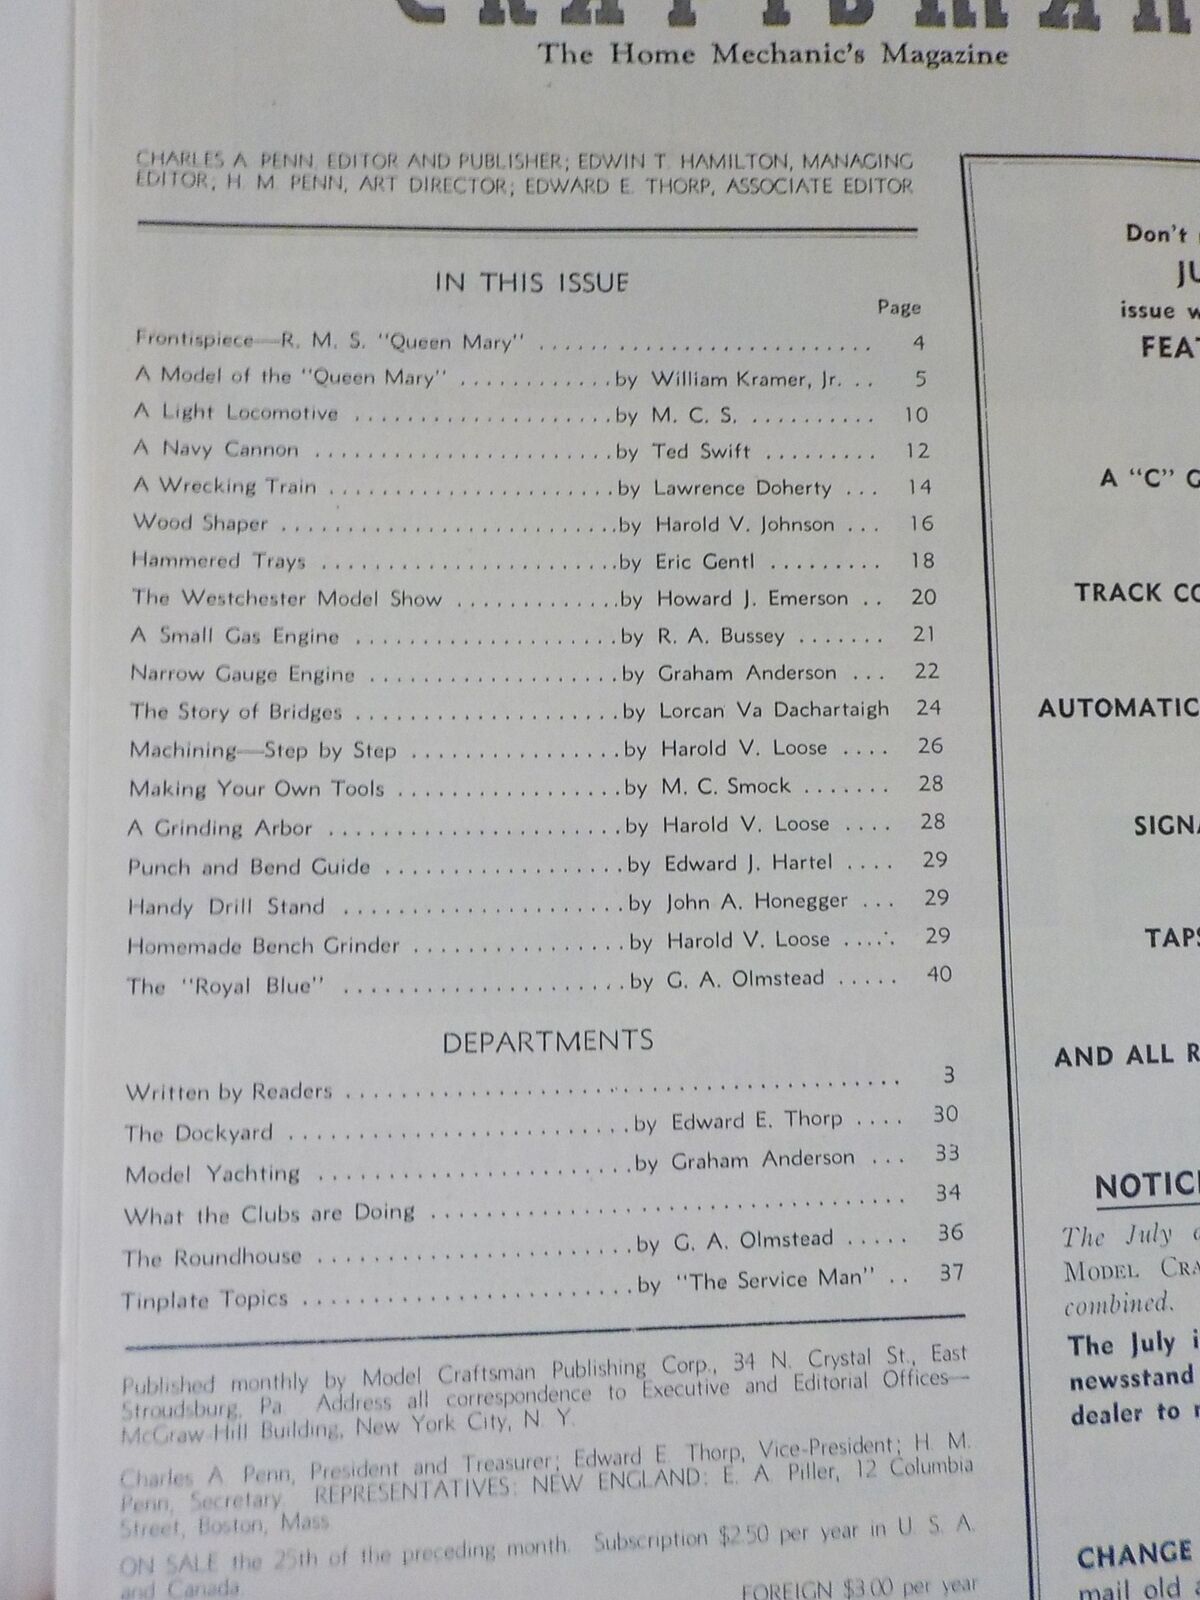 CRAFTSMAN
The Home Mechanic's Magazine
CHARLES A. PENN, EDITOR AND PUBLISHER; EDWIN T. HAMILTON, MANAGING
EDITOR; H. M. PENN, ART DIRECTOR; EDWARD E. THORP, ASSOCIATE EDITOR
IN THIS ISSUE
Page
Frontispiece—R. M. S. "Queen Mary" .......................... 4
A Model of the "Queen Mary" ............by William Kramer, Jr. ... 5
A Light Locomotive ...................by M. C. S. .......... 10
A Navy Cannon ......................by Ted Swift ......... 12
A Wrecking Train .....................by Lawrence Doherty ... 14
Wood Shaper .........................by Harold V. Johnson ... 16
Hammered Trays ......................by Eric Gentl ......... 18
The Westchester Model Show ............by Howard J. Emerson .. 20
A Small Gas Engine ...................by R. A. Bussey ....... 21
Narrow Gauge Engine ..................by Graham Anderson ... 22
The Story of Bridges ...................by Lorcan Va Dachartaigh 24
Machining—Step by Step ...............by Harold V. Loose .... 26
Making Your Own Tools ................by M. C. Smock ....... 28
A Grinding Arbor .....................by Harold V. Loose .... 28
Punch and Bend Guide .................by Edward J. Hartel .... 29
Handy Drill Stand ....................by John A. Honegger ... 29
Homemade Bench Grinder ...............by Harold V. Loose ..... 29
The "Royal Blue" .....................by G. A. Olmstead ..... 40
DEPARTMENTS
Written by Readers ........................................ 3
The Dockyard ........................by Edward E. Thorp .... 30
Model Yachting ......................by Graham Anderson ... 33
What the Clubs are Doing ................................... 34
The Roundhouse ......................by G. A. Olmstead ..... 36
Tinplate Topics .......................by "The Service Man" .. 37
Published monthly by Model Craftsman Publishing Corp., 34 N. Crystal St., East
Stroudsburg, Pa. Address all correspondence to Executive and Editorial Offices—
McGraw-Hill Building, New York City, N. Y.
Charles A. Penn, President and Treasurer; Edward E. Thorp, Vice-President; H. M.
Penn, Secretary. REPRESENTATIVES: NEW ENGLAND: E. A. Piller, 12 Columbia
Street, Boston, Mass.
ON SALE the 25th of the preceding month. Subscription $2.50 per year in U. S. A.
and Canada.
FOREIGN $3.00 per year
Don't
JU
issue w
FEAT
A "C" G
TRACK CO
AUTOMATIC
SIGNA
TAPS
AND ALL R
NOTIC
The July
MODEL CRA
combined.
The July i
newsstand
dealer to
CHANGE
mail old a